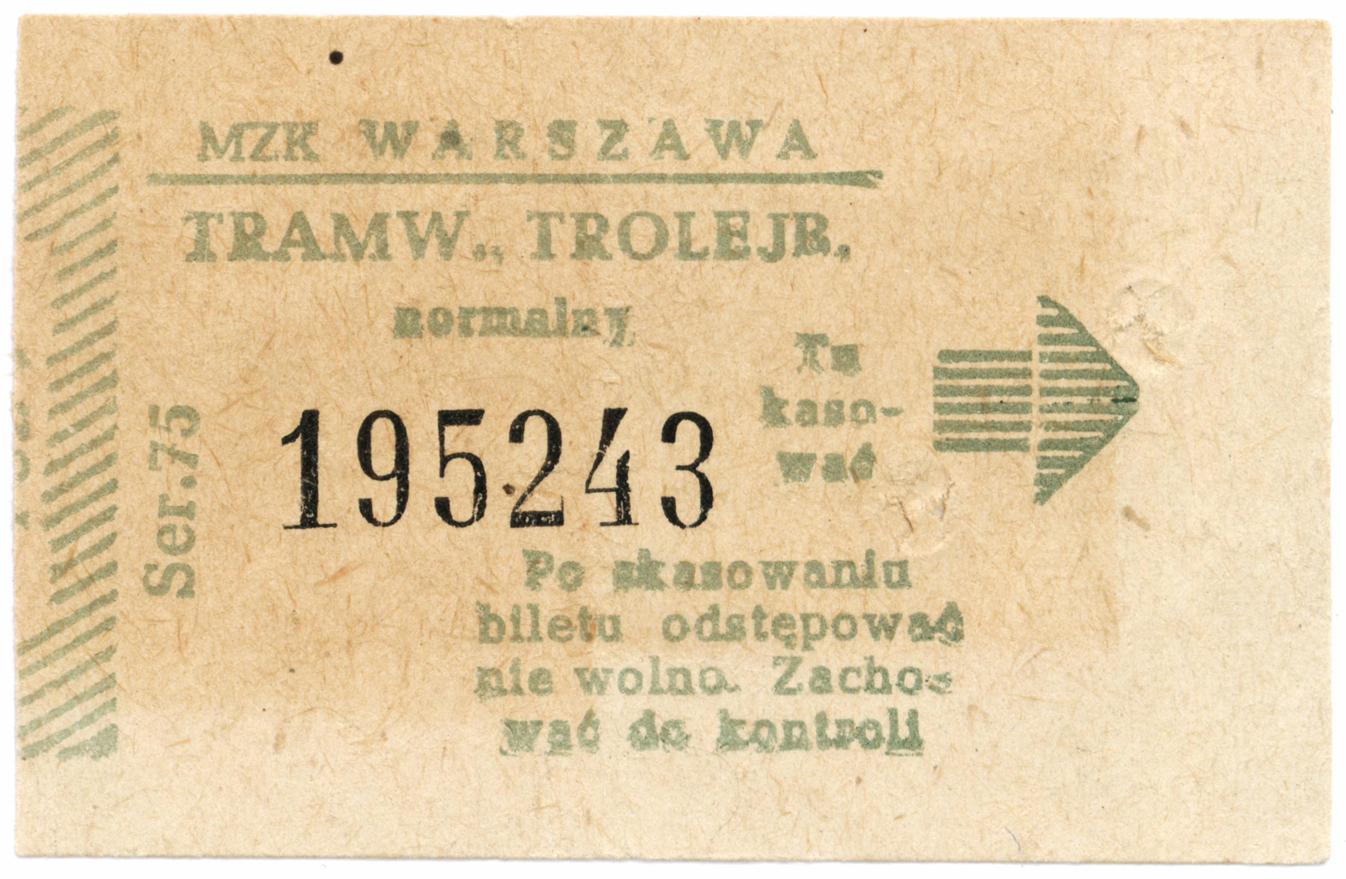 MZK WARSZAWA
TRAMW., TROLEJB.
normalny
Tu
kaso-
wać
Ser.75
195243
Po skasowaniu
biletu odstępować
nie wolno. Zacho-
wać do kontroli